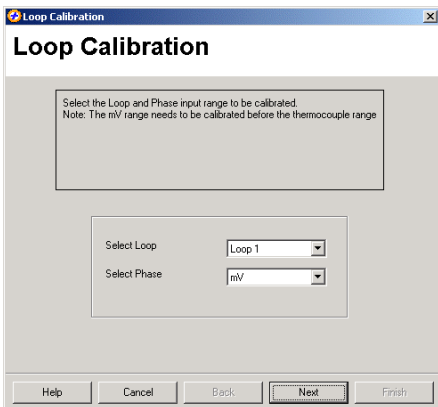 Loop Calibration
Loop Calibration
Select the Loop and Phase input range to be calibrated.
Note: The mV range needs to be calibrated before the thermocouple range
Select Loop
Loop 1
Select Phase
mV
Help
Cancel
Back
Next
Finish